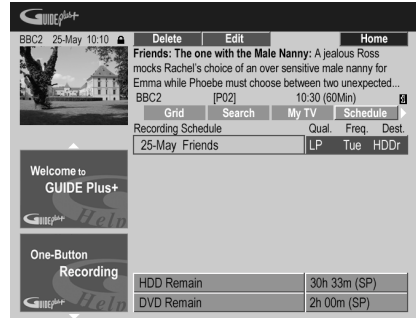 GUIDE Plus+
BBC2 25-May 10:10
Delete Edit Home
Friends: The one with the Male Nanny: A jealous Ross
mocks Rachel's choice of an over sensitive male nanny for
Emma while Phoebe must choose between two unexpected...
BBC2 [P02] 10:30 (60Min)
Grid Search My TV Schedule
Recording Schedule Qual. Freq. Dest.
25-May Friends LP Tue HDDr
Welcome to
GUIDE Plus+
GUIDE Plus+ Help
One-Button
Recording
GUIDE Plus+ Help
HDD Remain 30h 33m (SP)
DVD Remain 2h 00m (SP)